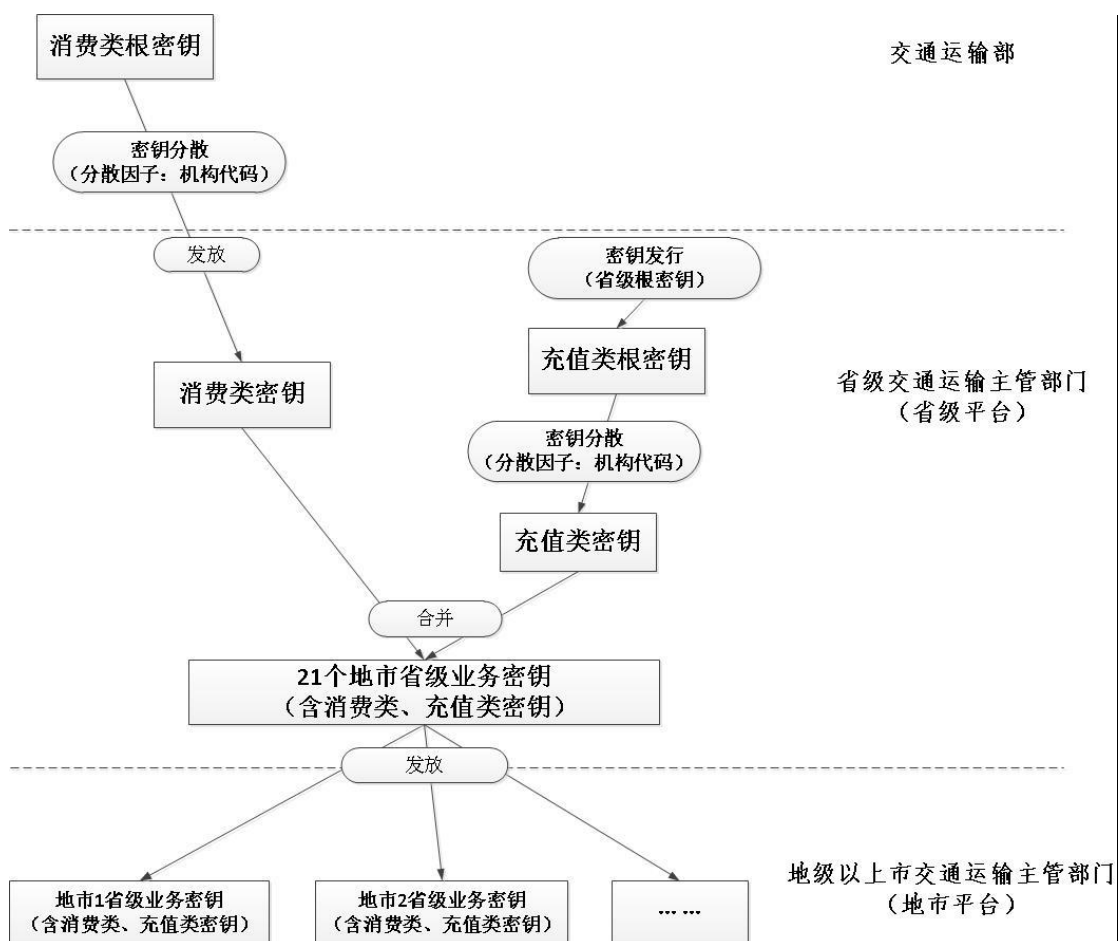 消费类根密钥
交通运输部
密钥分散
（分散因子：机构代码）
发放
密钥发行
（省级根密钥）
充值类根密钥
消费类密钥
省级交通运输主管部门
（省级平台）
密钥分散
（分散因子：机构代码）
充值类密钥
合并
21个地市省级业务密钥
（含消费类、充值类密钥）
发放
地级以上市交通运输主管部门
（地市平台）
地市1省级业务密钥
（含消费类、充值类密钥）
地市2省级业务密钥
（含消费类、充值类密钥）
… …